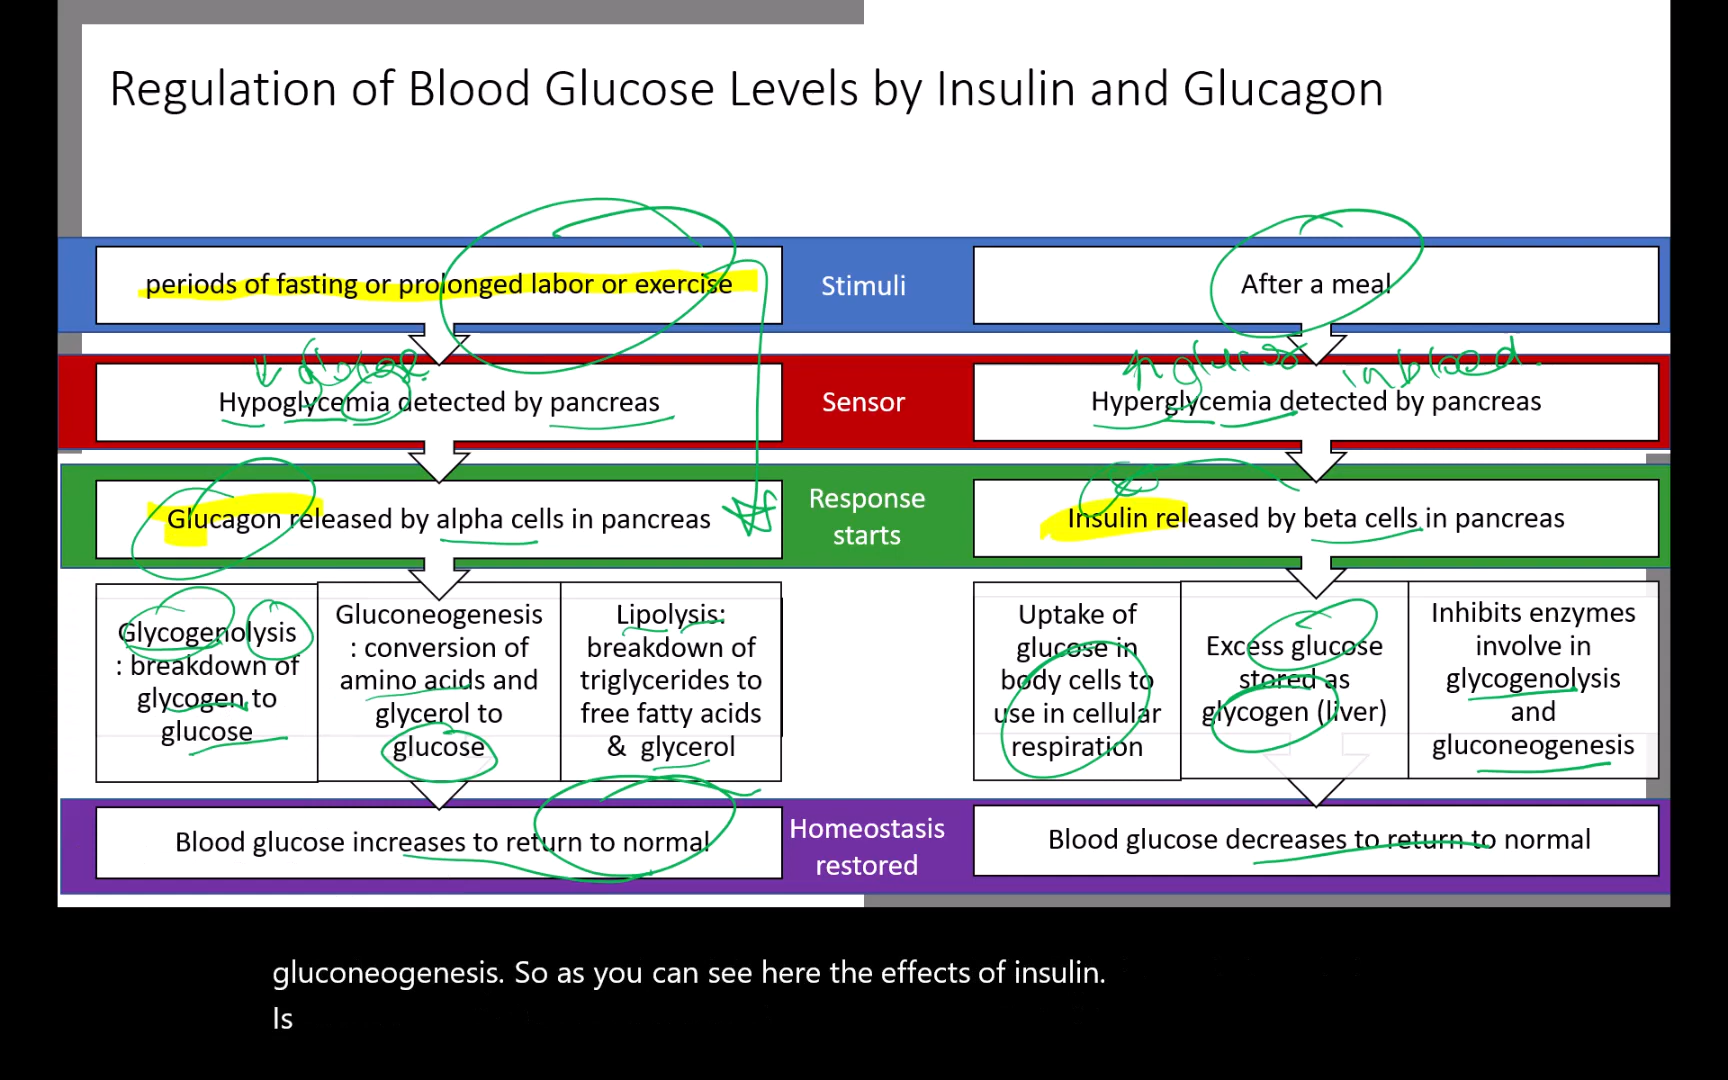 Regulation of Blood Glucose Levels by Insulin and Glucagon
periods of fasting or prolonged labor or exercise
Stimuli
After a meal
↓ glucose.
↑ glucose in blood.
Hypoglycemia detected by pancreas
Sensor
Hyperglycemia detected by pancreas
Glucagon released by alpha cells in pancreas
Response
starts
Insulin released by beta cells in pancreas
Glycogenolysis
: breakdown of
glycogen to
glucose
Gluconeogenesis
: conversion of
amino acids and
glycerol to
glucose
Lipolysis:
breakdown of
triglycerides to
free fatty acids
& glycerol
Uptake of
glucose in
body cells to
use in cellular
respiration
Excess glucose
stored as
glycogen (liver)
Inhibits enzymes
involve in
glycogenolysis
and
gluconeogenesis
Blood glucose increases to return to normal
Homeostasis
restored
Blood glucose decreases to return to normal
gluconeogenesis. So as you can see here the effects of insulin.
Is